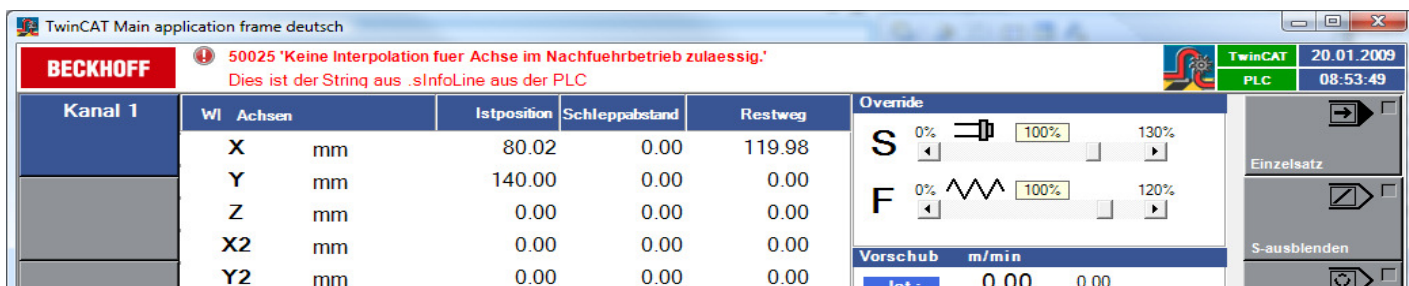 TwinCAT Main application frame deutsch
BECKHOFF
50025 'Keine Interpolation fuer Achse im Nachfuehrbetrieb zulaessig.'
Dies ist der String aus .sInfoLine aus der PLC
TwinCAT 20.01.2009
PLC 08:53:49
Kanal 1
WI Achsen Istposition Schleppabstand Restweg
X mm 80.02 0.00 119.98
Y mm 140.00 0.00 0.00
Z mm 0.00 0.00 0.00
X2 mm 0.00 0.00 0.00
Y2 mm 0.00 0.00 0.00
Override
S 0% 100% 130%
F 0% 100% 120%
Vorschub m/min
Ist : 0.00 0.00
Einzelsatz
S-ausblenden